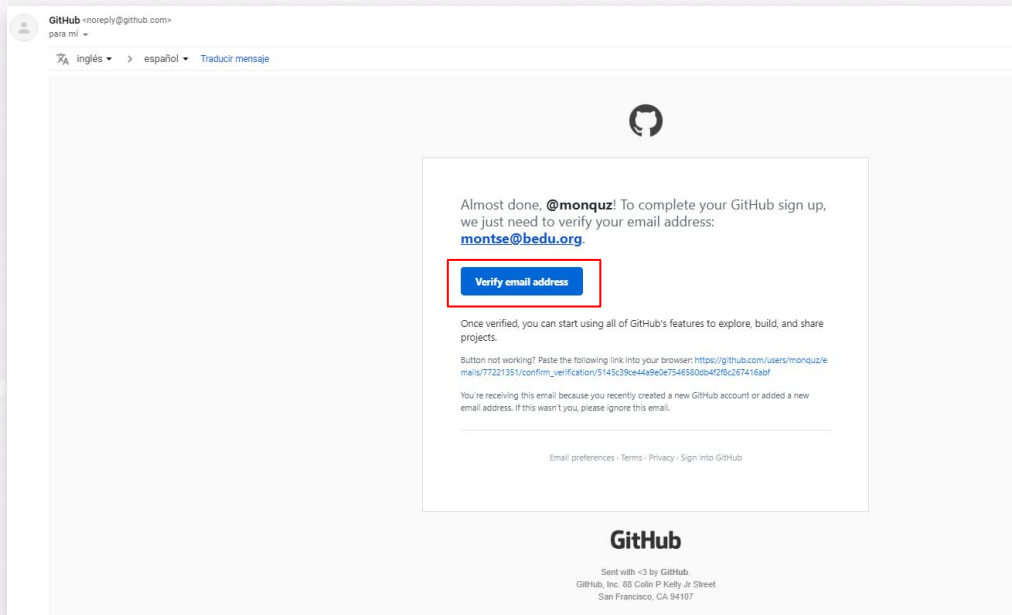 GitHub <noreply@github.com>
para mí
inglés > español Traducir mensaje
Almost done, @monquz! To complete your GitHub sign up,
we just need to verify your email address:
montse@bedu.org.
Verify email address
Once verified, you can start using all of GitHub's features to explore, build, and share
projects.
Button not working? Paste the following link into your browser: https://github.com/users/monquz/e
mails/77221351/confirm_verification/5145c39ce44a9e0e7546580db4f2f8c267416abf
You're receiving this email because you recently created a new GitHub account or added a new
email address. If this wasn't you, please ignore this email.
Email preferences · Terms · Privacy · Sign into GitHub
GitHub
Sent with <3 by GitHub.
GitHub, Inc. 88 Colin P Kelly Jr Street
San Francisco, CA 94107